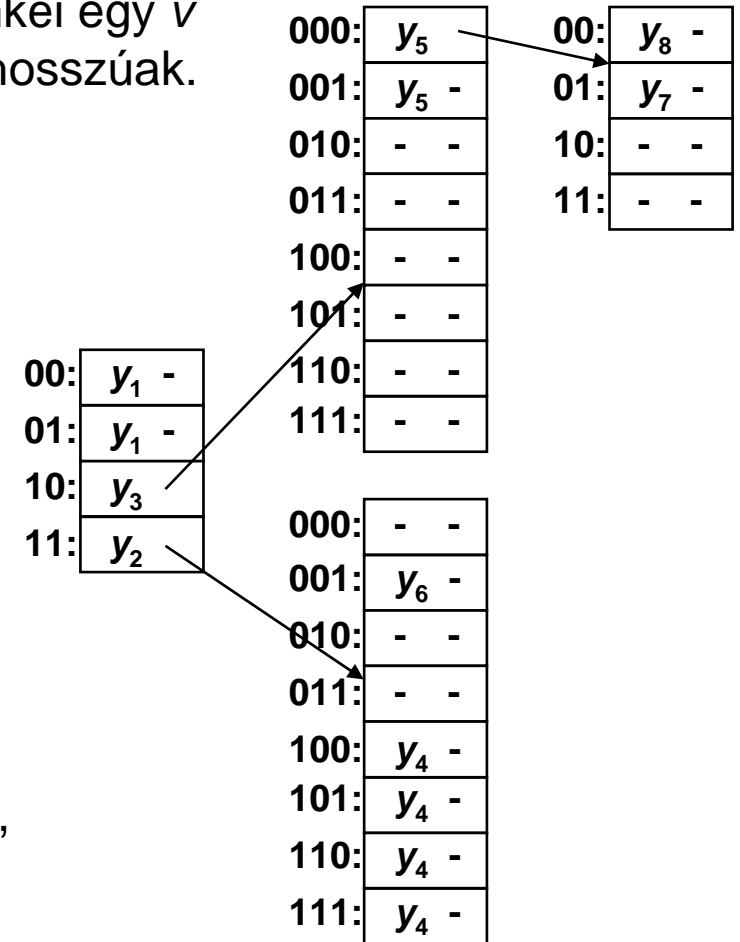 egy v
hosszúak.
000: y5
001: y5 -
010: - -
011: - -
100: - -
101: - -
110: - -
111: - -
00: y8 -
01: y7 -
10: - -
11: - -
00: y1 -
01: y1 -
10: y3
11: y2
000: - -
001: y6 -
010: - -
011: - -
100: y4 -
101: y4 -
110: y4 -
111: y4 -
,